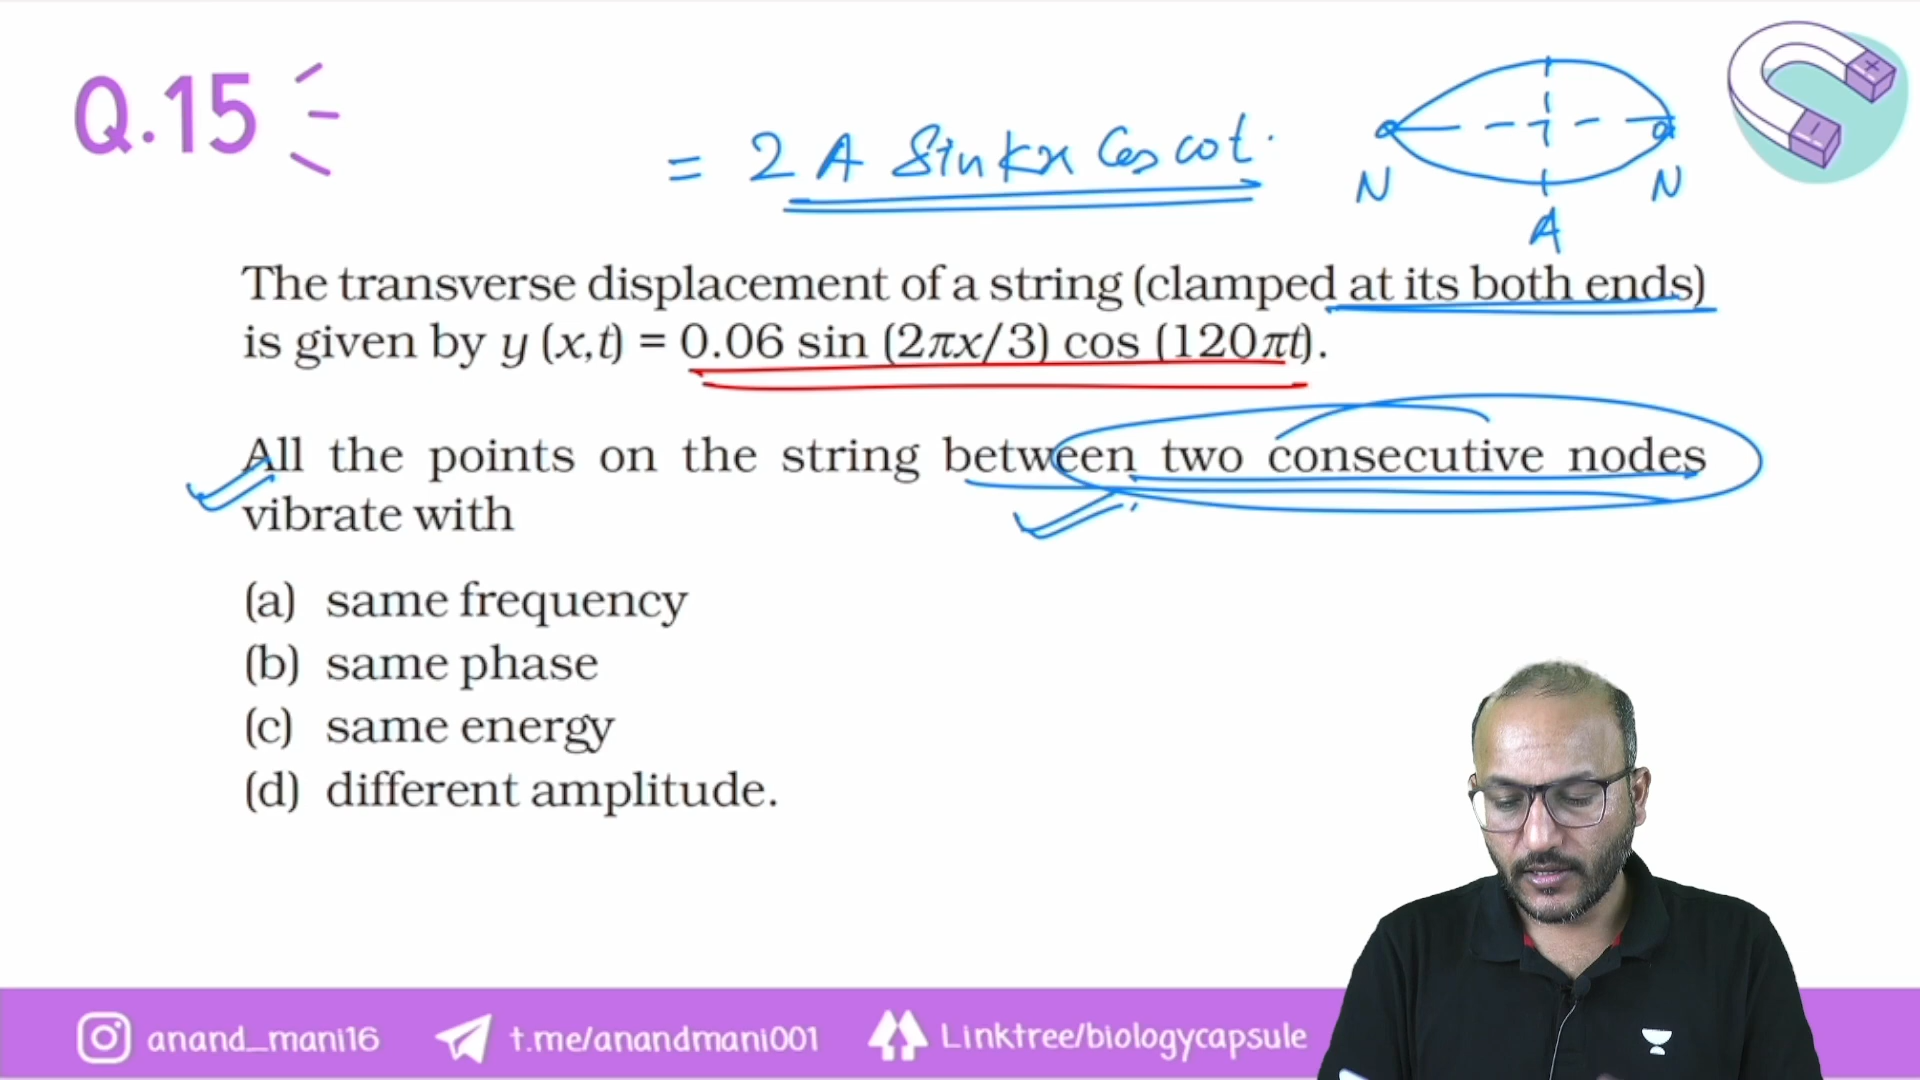 Q.15
= 2 A Sin kx Cos ωt.
N N
A
The transverse displacement of a string (clamped at its both ends)
is given by y (x,t) = 0.06 sin (2πx/3) cos (120πt).
All the points on the string between two consecutive nodes
vibrate with
(a) same frequency
(b) same phase
(c) same energy
(d) different amplitude.
anand_mani16 t.me/anandmani001 Linktree/biologycapsule